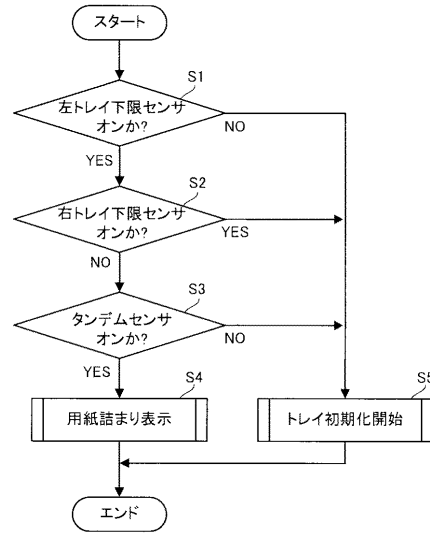 スタート
S1
左トレイ下限センサ
オンか?
NO
YES
S2
右トレイ下限センサ
オンか?
YES
NO
S3
タンデムセンサ
オンか?
NO
YES
S4
用紙詰まり表示
S5
トレイ初期化開始
エンド